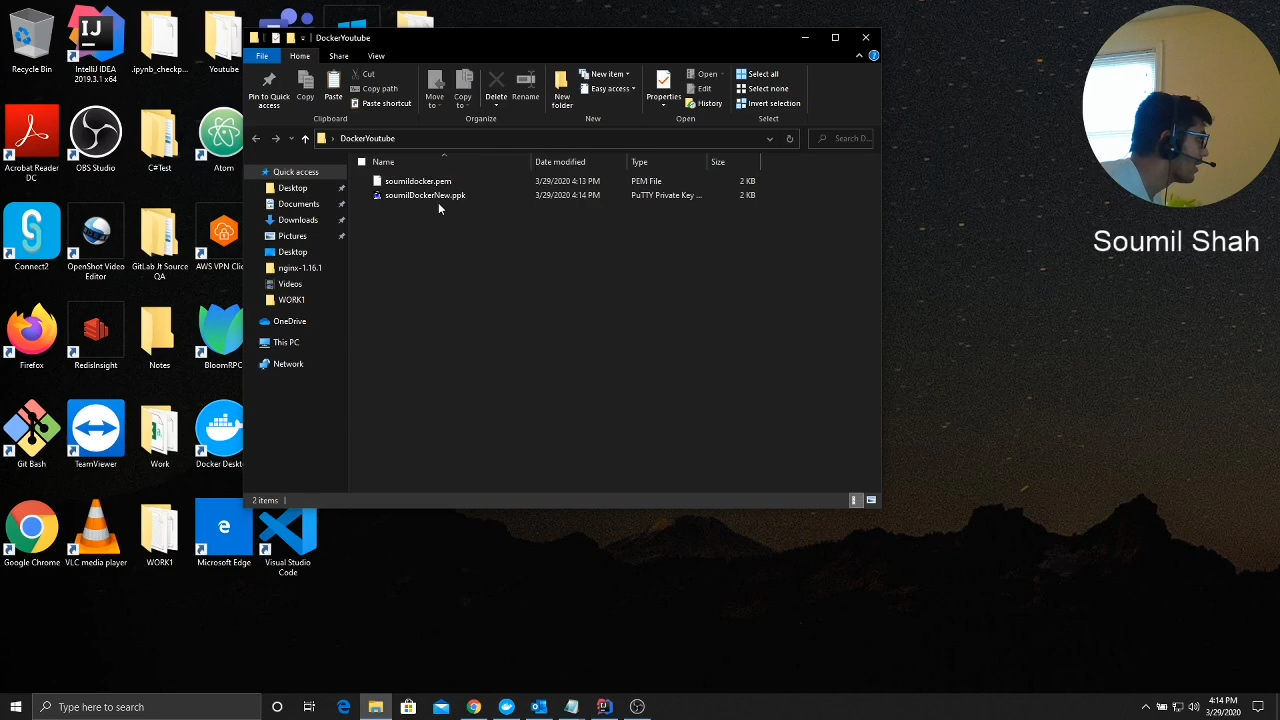 DockerYoutube
File
Home
Share
View
Pin to Quick access
Copy
Paste
Cut
Copy path
Paste shortcut
Clipboard
Move to
Copy to
Delete
Rename
Organize
New folder
New item
Easy access
New
Properties
Open
Edit
History
Open
Select all
Select none
Invert selection
Select
DockerYoutube
Search D...
Name
Date modified
Type
Size
soumildocker.pem
3/29/2020 4:13 PM
PEM File
2 KB
soumilDockerNew.ppk
3/29/2020 4:14 PM
PuTTY Private Key ...
2 KB
Quick access
Desktop
Documents
Downloads
Pictures
Desktop
nginx-1.16.1
Videos
WORK1
OneDrive
This PC
Network
2 items
Recycle Bin
IntelliJ IDEA 2019.3.1 x64
.ipynb_checkp...
Youtube
Acrobat Reader DC
OBS Studio
C#Test
Atom
Connect2
OpenShot Video Editor
GitLab Jt Source QA
AWS VPN Clie
Firefox
RedisInsight
Notes
BloomRPC
Git Bash
TeamViewer
Work
Docker Deskt
Google Chrome
VLC media player
WORK1
Microsoft Edge
Visual Studio Code
Soumil Shah
Type here to search
4:14 PM
3/29/2020